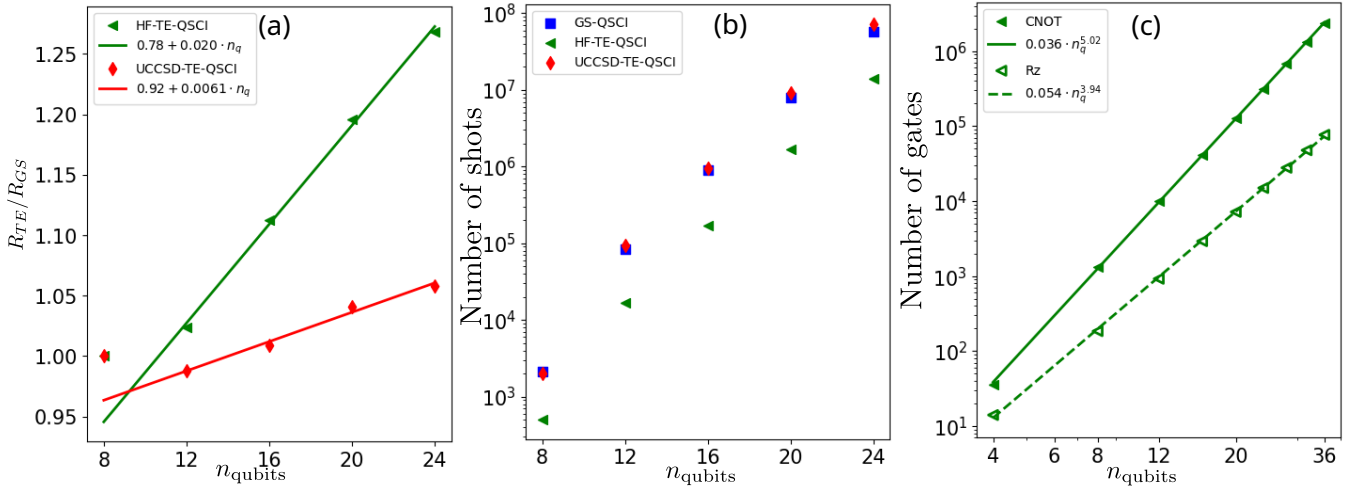 (a)
HF-TE-QSCI
0.78 + 0.020 · n_q
UCCSD-TE-QSCI
0.92 + 0.0061 · n_q
R_{TE}/R_{GS}
1.25
1.20
1.15
1.10
1.05
1.00
0.95
8 12 16 20 24
n_qubits
(b)
GS-QSCI
HF-TE-QSCI
UCCSD-TE-QSCI
Number of shots
10^8
10^7
10^6
10^5
10^4
10^3
8 12 16 20 24
n_qubits
(c)
CNOT
0.036 · n_q^{5.02}
Rz
0.054 · n_q^{3.94}
Number of gates
10^6
10^5
10^4
10^3
10^2
10^1
4 6 8 12 20 36
n_qubits